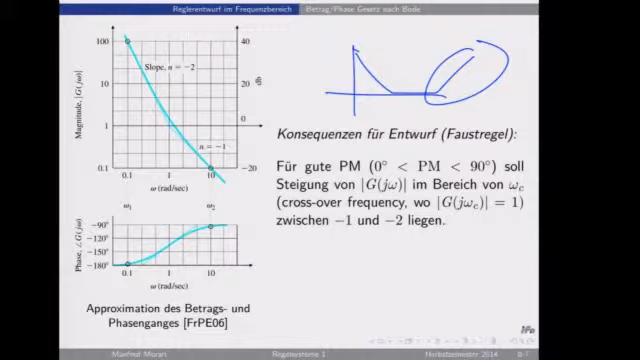 Reglerentwurf im Frequenzbereich
Betrag/Phase Gesetz nach Bode
100
10
1
0.1
Magnitude, |G(jω)|
Slope, n = −2
n = −1
40
20
0
−20
db
0.1 1 10
ω (rad/sec)
ω₁ ω₂
−90°
−120°
−150°
−180°
Phase, ∠G(jω)
0.1 1 10
ω (rad/sec)
Approximation des Betrags- und
Phasenganges [FrPE06]
Konsequenzen für Entwurf (Faustregel):
Für gute PM (0° < PM < 90°) soll
Steigung von |G(jω)| im Bereich von ωc
(cross-over frequency, wo |G(jωc)| = 1)
zwischen −1 und −2 liegen.
Manfred Morari
Regelsysteme 1
Herbstsemester 2014